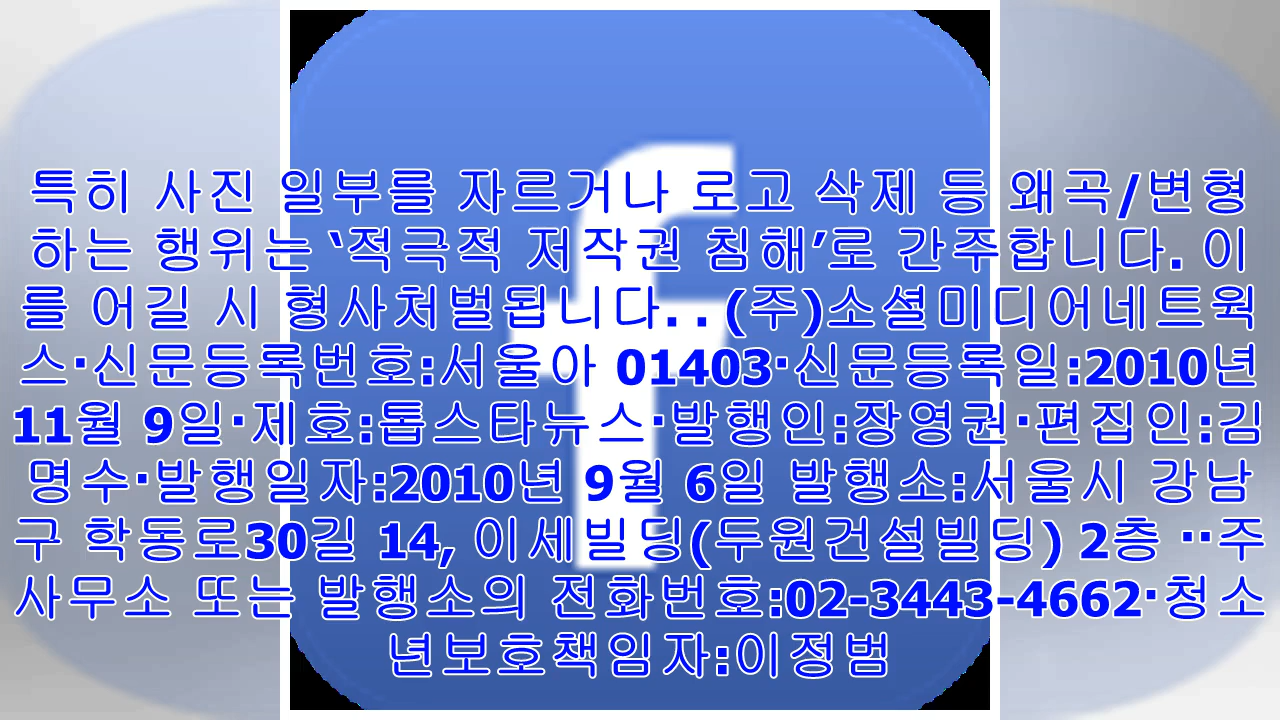 특히 사진 일부를 자르거나 로고 삭제 등 왜곡/변형
하는 행위는 ‘적극적 저작권 침해’로 간주합니다. 이
를 어길 시 형사처벌됩니다. . (주)소셜미디어네트웍
스·신문등록번호:서울아 01403·신문등록일:2010년
11월 9일·제호:톱스타뉴스·발행인:장영권·편집인:김
명수·발행일자:2010년 9월 6일 발행소:서울시 강남
구 학동로30길 14, 이세빌딩(두원건설빌딩) 2층 ··주
사무소 또는 발행소의 전화번호:02-3443-4662·청소
년보호책임자:이정범